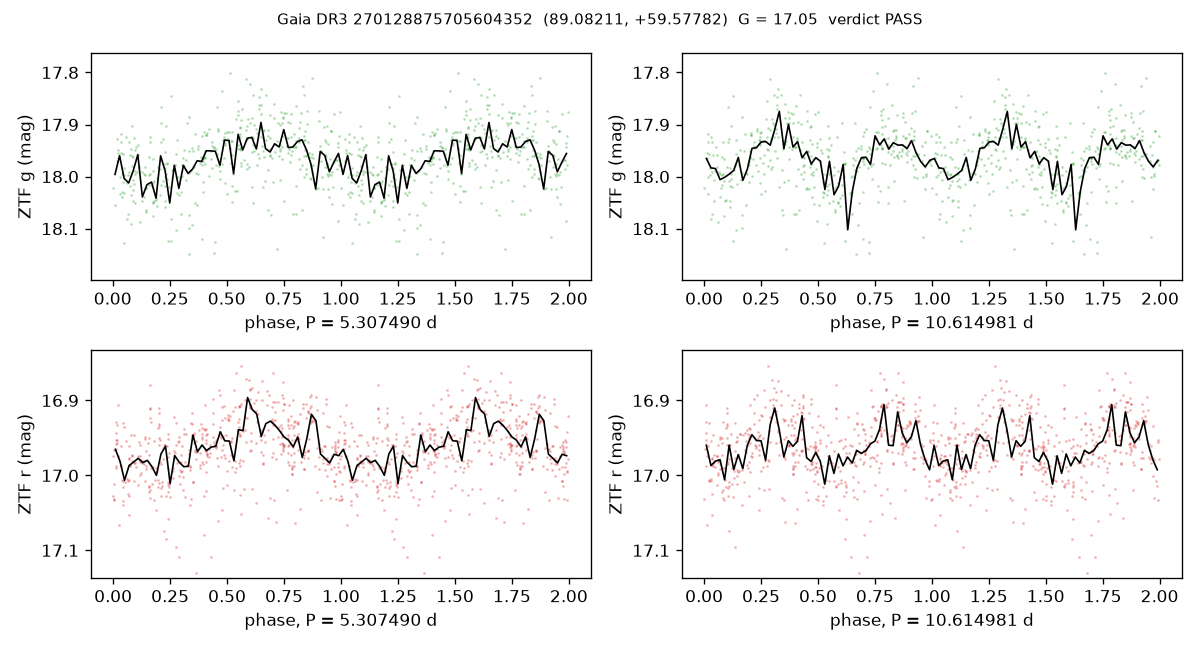 Gaia DR3 270128875705604352 (89.08211, +59.57782) G = 17.05 verdict PASS
ZTF g (mag)
17.8
17.9
18.0
18.1
0.00 0.25 0.50 0.75 1.00 1.25 1.50 1.75 2.00
phase, P = 5.307490 d
ZTF g (mag)
17.8
17.9
18.0
18.1
0.00 0.25 0.50 0.75 1.00 1.25 1.50 1.75 2.00
phase, P = 10.614981 d
ZTF r (mag)
16.9
17.0
17.1
0.00 0.25 0.50 0.75 1.00 1.25 1.50 1.75 2.00
phase, P = 5.307490 d
ZTF r (mag)
16.9
17.0
17.1
0.00 0.25 0.50 0.75 1.00 1.25 1.50 1.75 2.00
phase, P = 10.614981 d